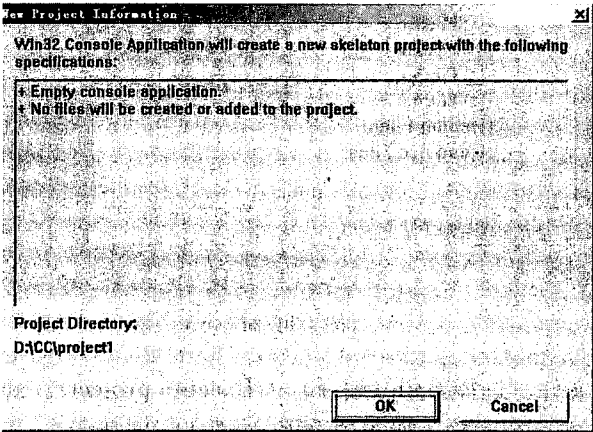 New Project Information
Win32 Console Application will create a new skeleton project with the following
specifications:
+ Empty console application.
+ No files will be created or added to the project.
Project Directory:
D:\CC\project1
OK
Cancel